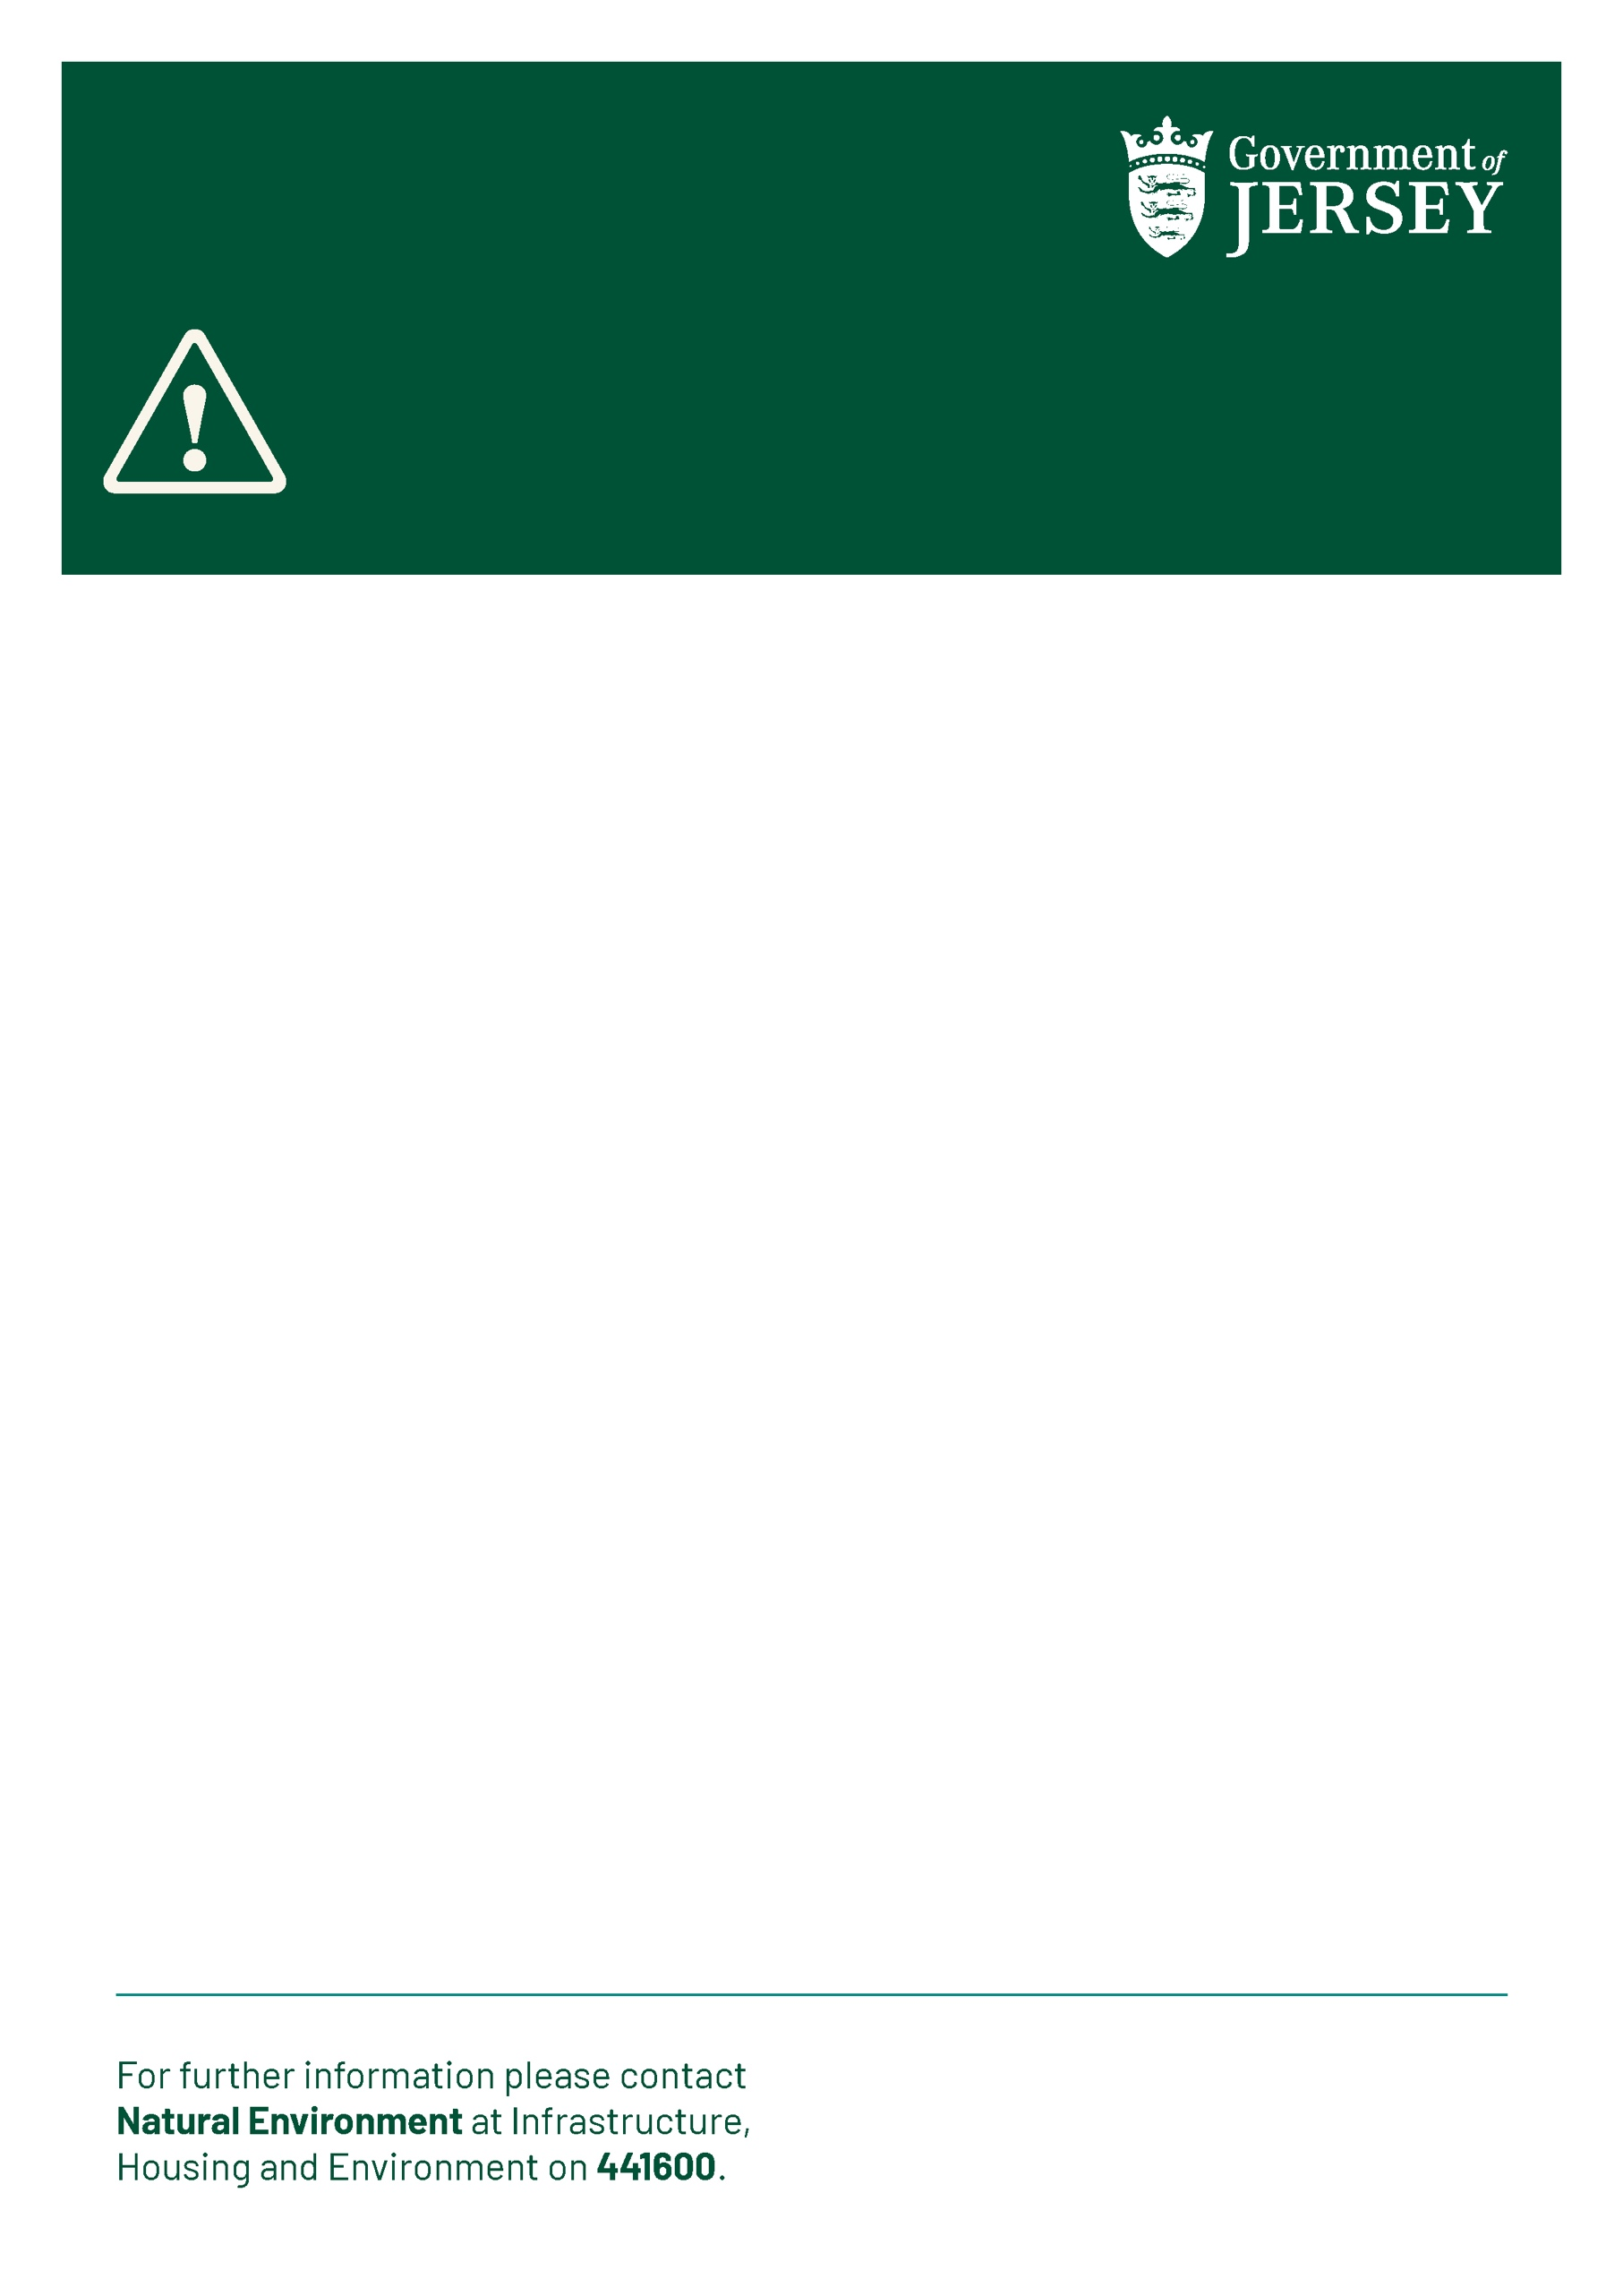 Government of
JERSEY
For further information please contact
Natural Environment at Infrastructure,
Housing and Environment on 441600.